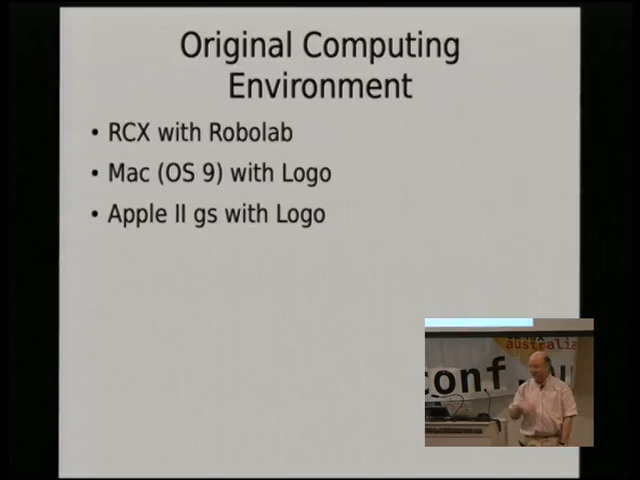 Original Computing
Environment
• RCX with Robolab
• Mac (OS 9) with Logo
• Apple II gs with Logo
australia
conf